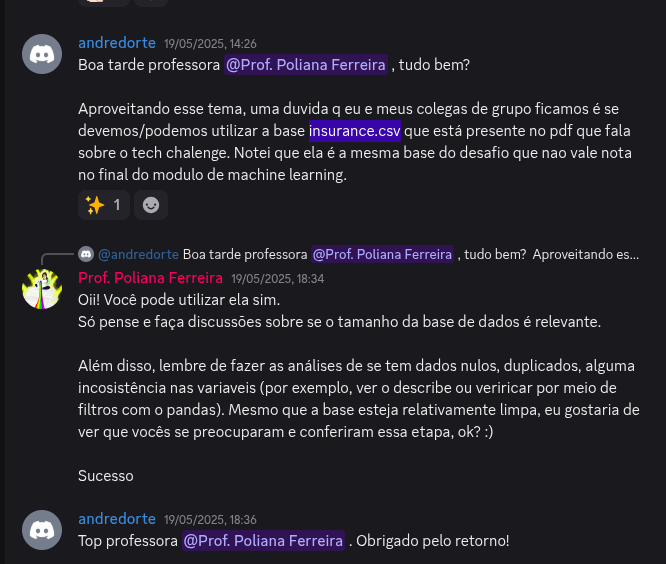 andredorte 19/05/2025, 14:26
Boa tarde professora @Prof. Poliana Ferreira , tudo bem?
Aproveitando esse tema, uma duvida q eu e meus colegas de grupo ficamos é se
devemos/podemos utilizar a base insurance.csv que está presente no pdf que fala
sobre o tech chalenge. Notei que ela é a mesma base do desafio que nao vale nota
no final do modulo de machine learning.
1
@andredorte Boa tarde professora @Prof. Poliana Ferreira , tudo bem? Aproveitando es...
Prof. Poliana Ferreira 19/05/2025, 18:34
Oii! Você pode utilizar ela sim.
Só pense e faça discussões sobre se o tamanho da base de dados é relevante.
Além disso, lembre de fazer as análises de se tem dados nulos, duplicados, alguma
incosistência nas variaveis (por exemplo, ver o describe ou veriricar por meio de
filtros com o pandas). Mesmo que a base esteja relativamente limpa, eu gostaria de
ver que vocês se preocuparam e conferiram essa etapa, ok? :)
Sucesso
andredorte 19/05/2025, 18:36
Top professora @Prof. Poliana Ferreira . Obrigado pelo retorno!